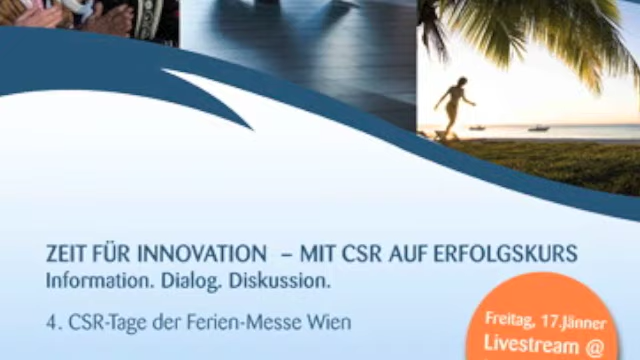 ZEIT FÜR INNOVATION – MIT CSR AUF ERFOLGSKURS
Information. Dialog. Diskussion.
4. CSR-Tage der Ferien-Messe Wien
Freitag, 17.Jänner
Livestream @